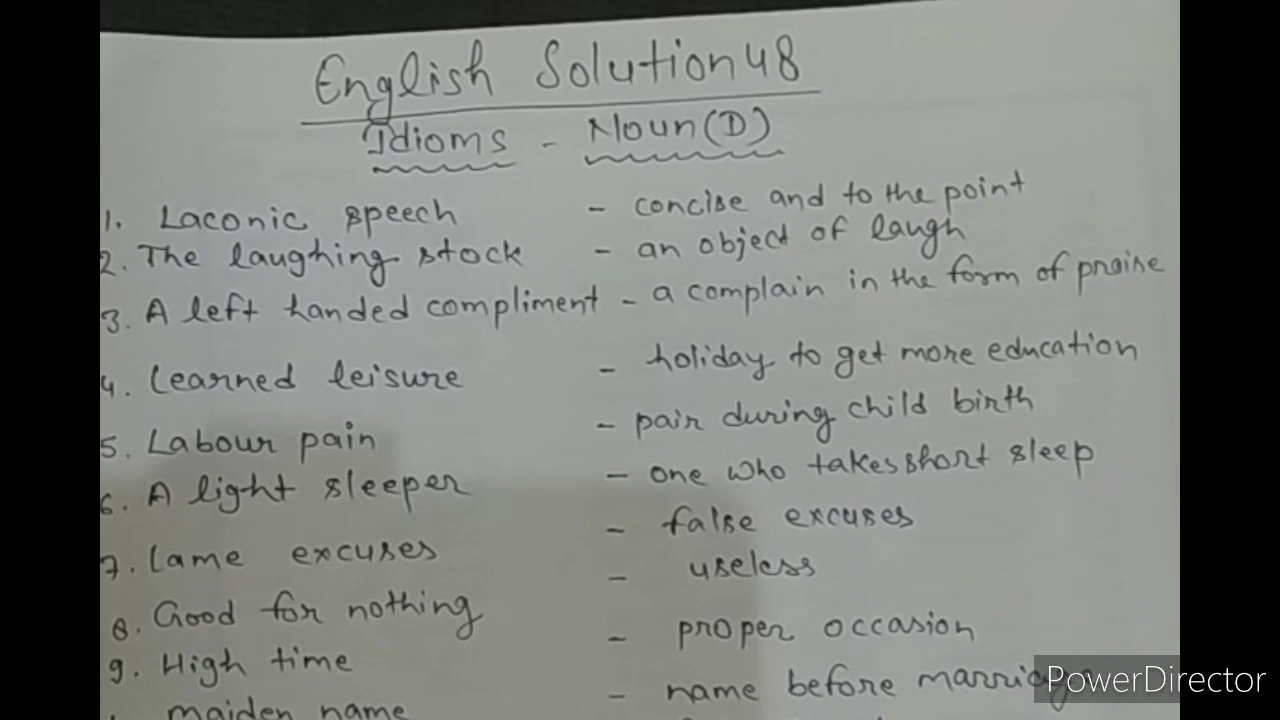 English Solution 48
Idioms - Noun (D)
1. Laconic speech - concise and to the point
2. The laughing stock - an object of laugh
3. A left handed compliment - a complain in the form of praise
4. Learned leisure - holiday to get more education
5. Labour pain - pair during child birth
6. A light sleeper - one who takes short sleep
7. Lame excuses - false excuses
8. Good for nothing - useless
9. High time - proper occasion
maiden name - name before marriage
PowerDirector